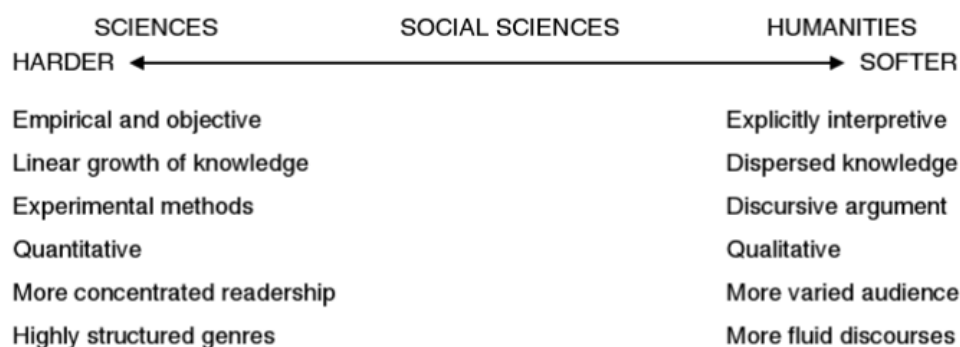 SCIENCES SOCIAL SCIENCES HUMANITIES
HARDER SOFTER
Empirical and objective Explicitly interpretive
Linear growth of knowledge Dispersed knowledge
Experimental methods Discursive argument
Quantitative Qualitative
More concentrated readership More varied audience
Highly structured genres More fluid discourses